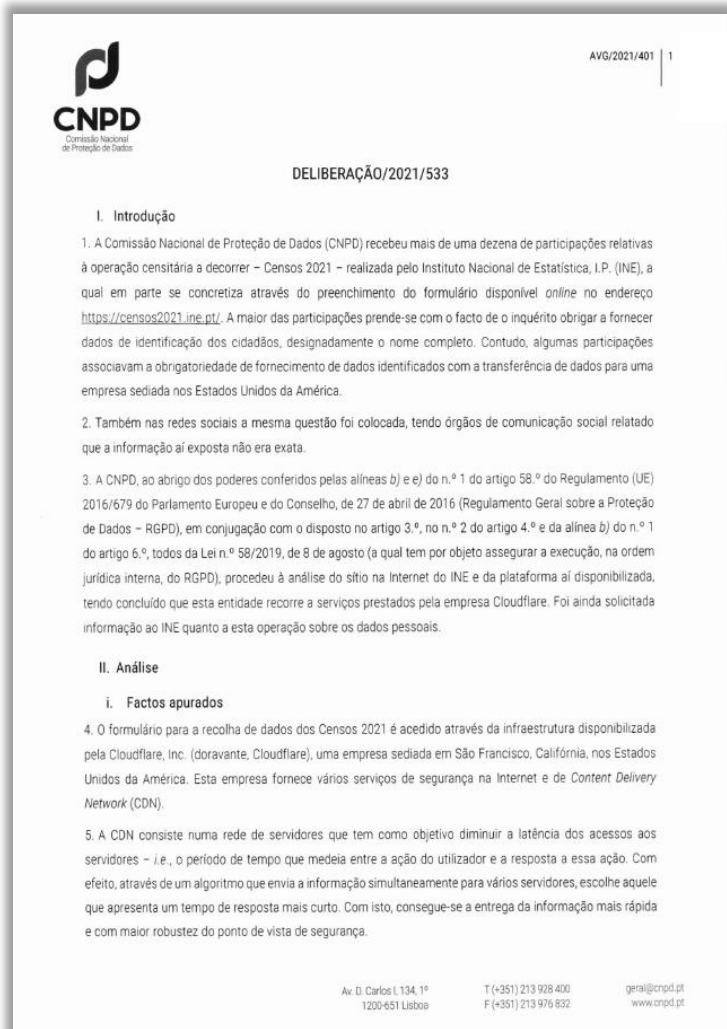 AVG/2021/401 | 1
CNPD
Comissão Nacional
de Proteção de Dados
DELIBERAÇÃO/2021/533
I. Introdução
1. A Comissão Nacional de Proteção de Dados (CNPD) recebeu mais de uma dezena de participações relativas
à operação censitária a decorrer – Censos 2021 – realizada pelo Instituto Nacional de Estatística, I.P. (INE), a
qual em parte se concretiza através do preenchimento do formulário disponível online no endereço
https://censos2021.ine.pt/. A maior das participações prende-se com o facto de o inquérito obrigar a fornecer
dados de identificação dos cidadãos, designadamente o nome completo. Contudo, algumas participações
associavam a obrigatoriedade de fornecimento de dados identificados com a transferência de dados para uma
empresa sediada nos Estados Unidos da América.
2. Também nas redes sociais a mesma questão foi colocada, tendo órgãos de comunicação social relatado
que a informação aí exposta não era exata.
3. A CNPD, ao abrigo dos poderes conferidos pelas alíneas b) e e) do n.º 1 do artigo 58.º do Regulamento (UE)
2016/679 do Parlamento Europeu e do Conselho, de 27 de abril de 2016 (Regulamento Geral sobre a Proteção
de Dados – RGPD), em conjugação com o disposto no artigo 3.º, no n.º 2 do artigo 4.º e da alínea b) do n.º 1
do artigo 6.º, todos da Lei n.º 58/2019, de 8 de agosto (a qual tem por objeto assegurar a execução, na ordem
jurídica interna, do RGPD), procedeu à análise do sítio na Internet do INE e da plataforma aí disponibilizada,
tendo concluído que esta entidade recorre a serviços prestados pela empresa Cloudflare. Foi ainda solicitada
informação ao INE quanto a esta operação sobre os dados pessoais.
II. Análise
i. Factos apurados
4. O formulário para a recolha de dados dos Censos 2021 é acedido através da infraestrutura disponibilizada
pela Cloudflare, Inc. (doravante, Cloudflare), uma empresa sediada em São Francisco, Califórnia, nos Estados
Unidos da América. Esta empresa fornece vários serviços de segurança na Internet e de Content Delivery
Network (CDN).
5. A CDN consiste numa rede de servidores que tem como objetivo diminuir a latência dos acessos aos
servidores – i.e., o período de tempo que medeia entre a ação do utilizador e a resposta a essa ação. Com
efeito, através de um algoritmo que envia a informação simultaneamente para vários servidores, escolhe aquele
que apresenta um tempo de resposta mais curto. Com isto, consegue-se a entrega da informação mais rápida
e com maior robustez do ponto de vista de segurança.
Av. D. Carlos I, 134, 1º
1200-651 Lisboa
T (+351) 213 928 400
F (+351) 213 976 832
geral@cnpd.pt
www.cnpd.pt